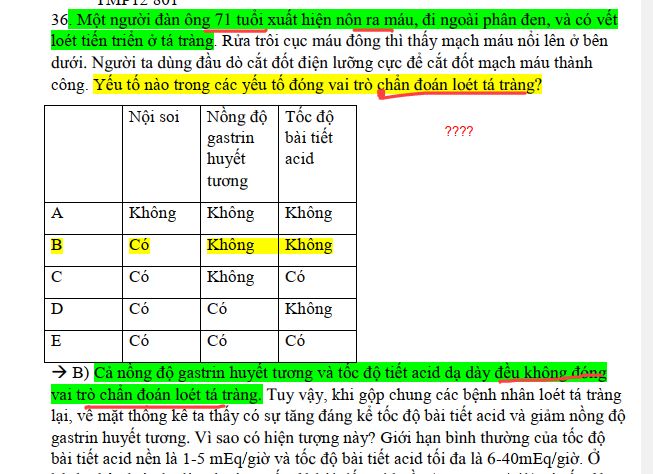 TMP12 801
36. Một người đàn ông 71 tuổi xuất hiện nôn ra máu, đi ngoài phân đen, và có vết
loét tiến triển ở tá tràng. Rửa trôi cục máu đông thì thấy mạch máu nổi lên ở bên
dưới. Người ta dùng đầu dò cắt đốt điện lưỡng cực để cắt đốt mạch máu thành
công. Yếu tố nào trong các yếu tố đóng vai trò chẩn đoán loét tá tràng?
Nội soi Nồng độ gastrin huyết tương Tốc độ bài tiết acid
????
A Không Không Không
B Có Không Không
C Có Không Có
D Có Có Không
E Có Có Có
→ B) Cả nồng độ gastrin huyết tương và tốc độ tiết acid dạ dày đều không đóng
vai trò chẩn đoán loét tá tràng. Tuy vậy, khi gộp chung các bệnh nhân loét tá tràng
lại, về mặt thống kê ta thấy có sự tăng đáng kể tốc độ bài tiết acid và giảm nồng độ
gastrin huyết tương. Vì sao có hiện tượng này? Giới hạn bình thường của tốc độ
bài tiết acid nền là 1-5 mEq/giờ và tốc độ bài tiết acid tối đa là 6-40mEq/giờ. Ở